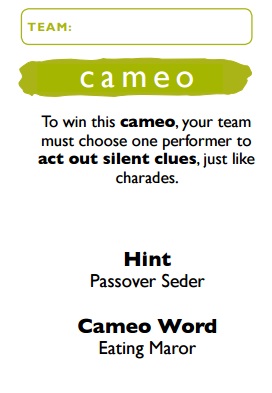 TEAM:
cameo
To win this cameo, your team
must choose one performer to
act out silent clues, just like
charades.
Hint
Passover Seder
Cameo Word
Eating Maror